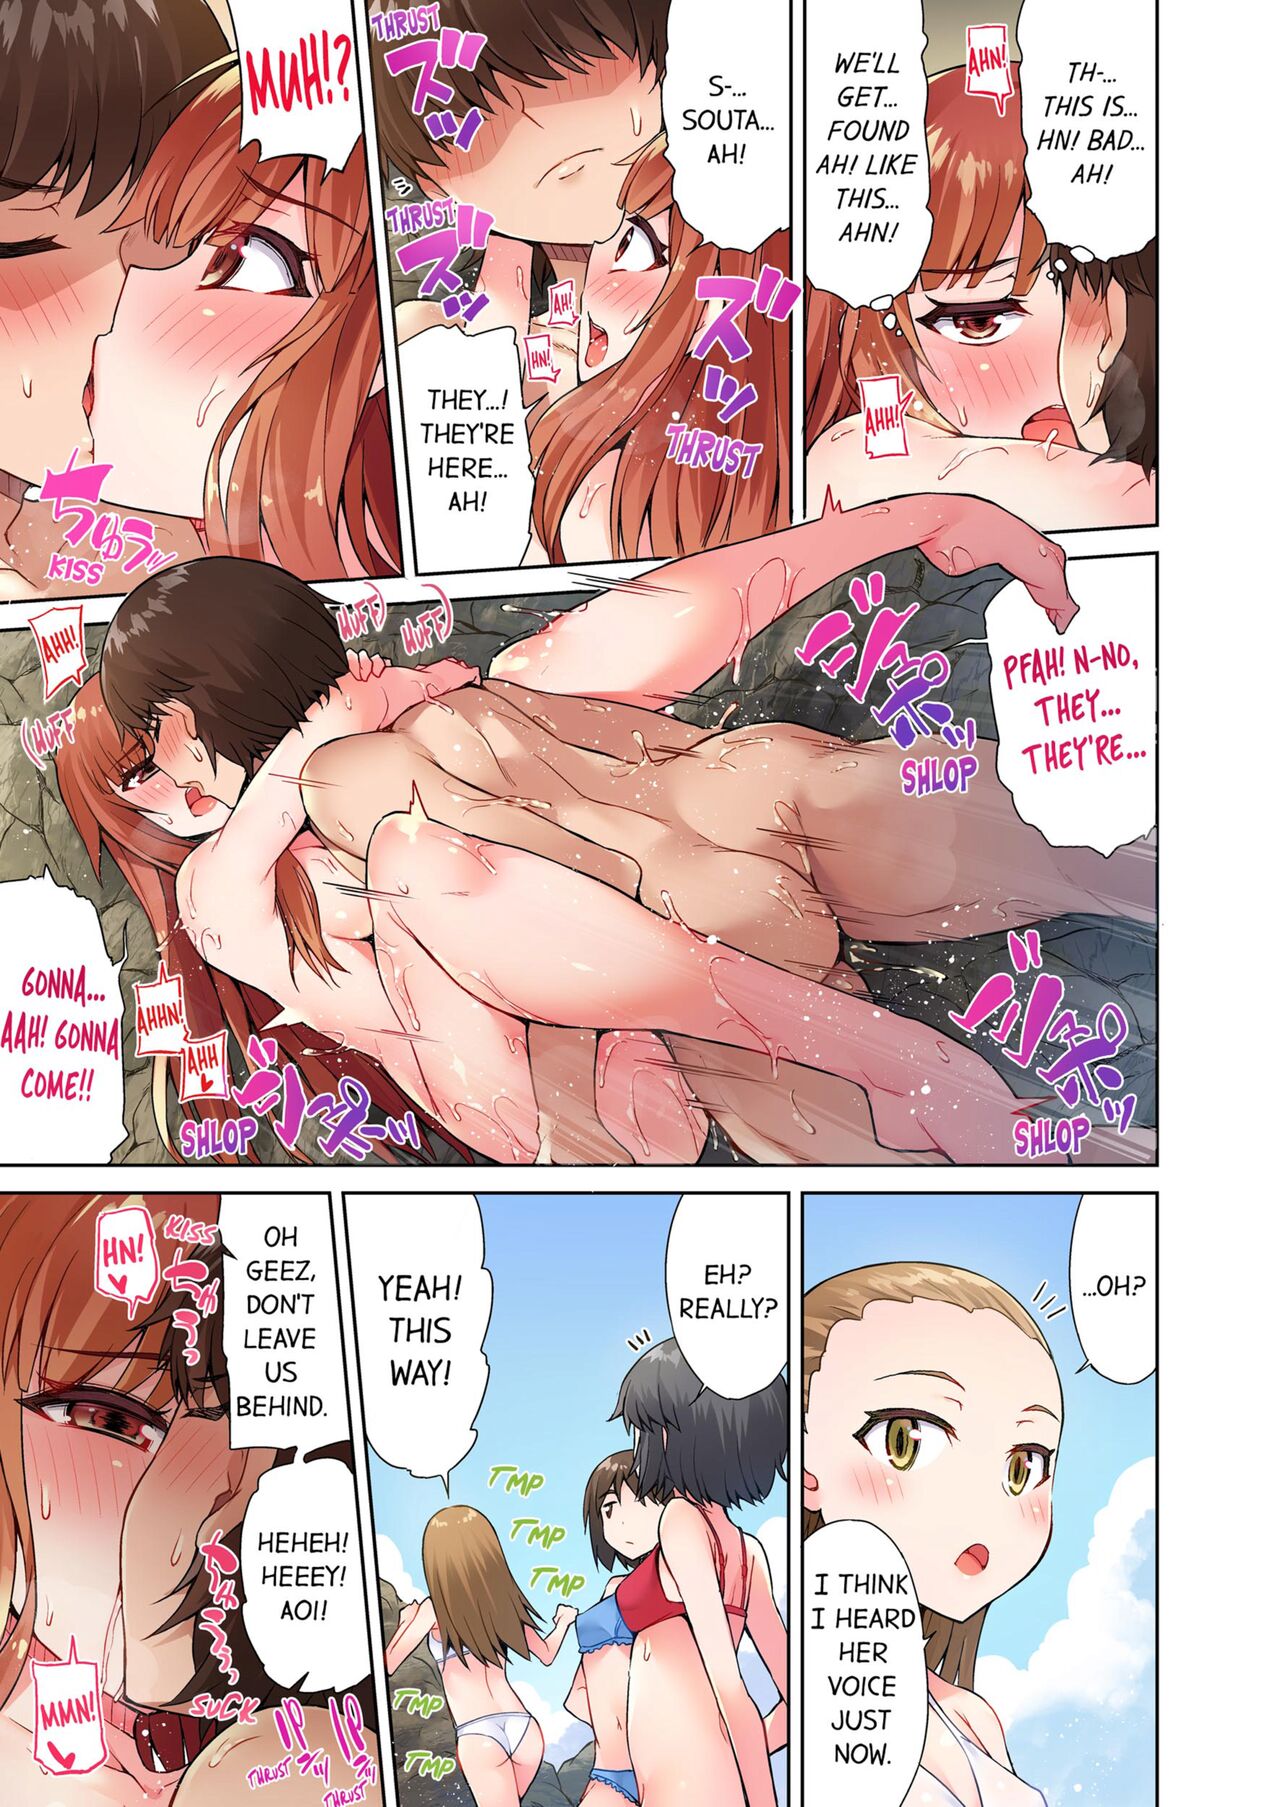 TH-...
THIS IS...
HN! BAD...
AH!
AHN!
WE'LL
GET...
FOUND
AH! LIKE
THIS...
AHN!
AHH!
S-...
SOUTA...
AH!
THRUST
ズッ
THRUST
ズッ
AH!
HN!
ズッ
THRUST
THEY...!
THEY'RE
HERE...
AH!
MUH!?
ちゅうッ
KISS
PFAH! N-NO,
THEY...
THEY'RE...
SHLOP
HUFF
HUFF
AHH!
HUFF
SHLOP
AHHN!
AHH
SHLOP
GONNA...
AAH! GONNA
COME!!
...OH?
I THINK
I HEARD
HER
VOICE
JUST
NOW.
EH?
REALLY?
YEAH!
THIS
WAY!
TMP
TMP
TMP
TMP
TMP
OH
GEEZ,
DON'T
LEAVE
US
BEHIND.
HEHEH!
HEEEY!
AOI!
KISS
HN!
SUCK
MMN!
THRUST
THRUST